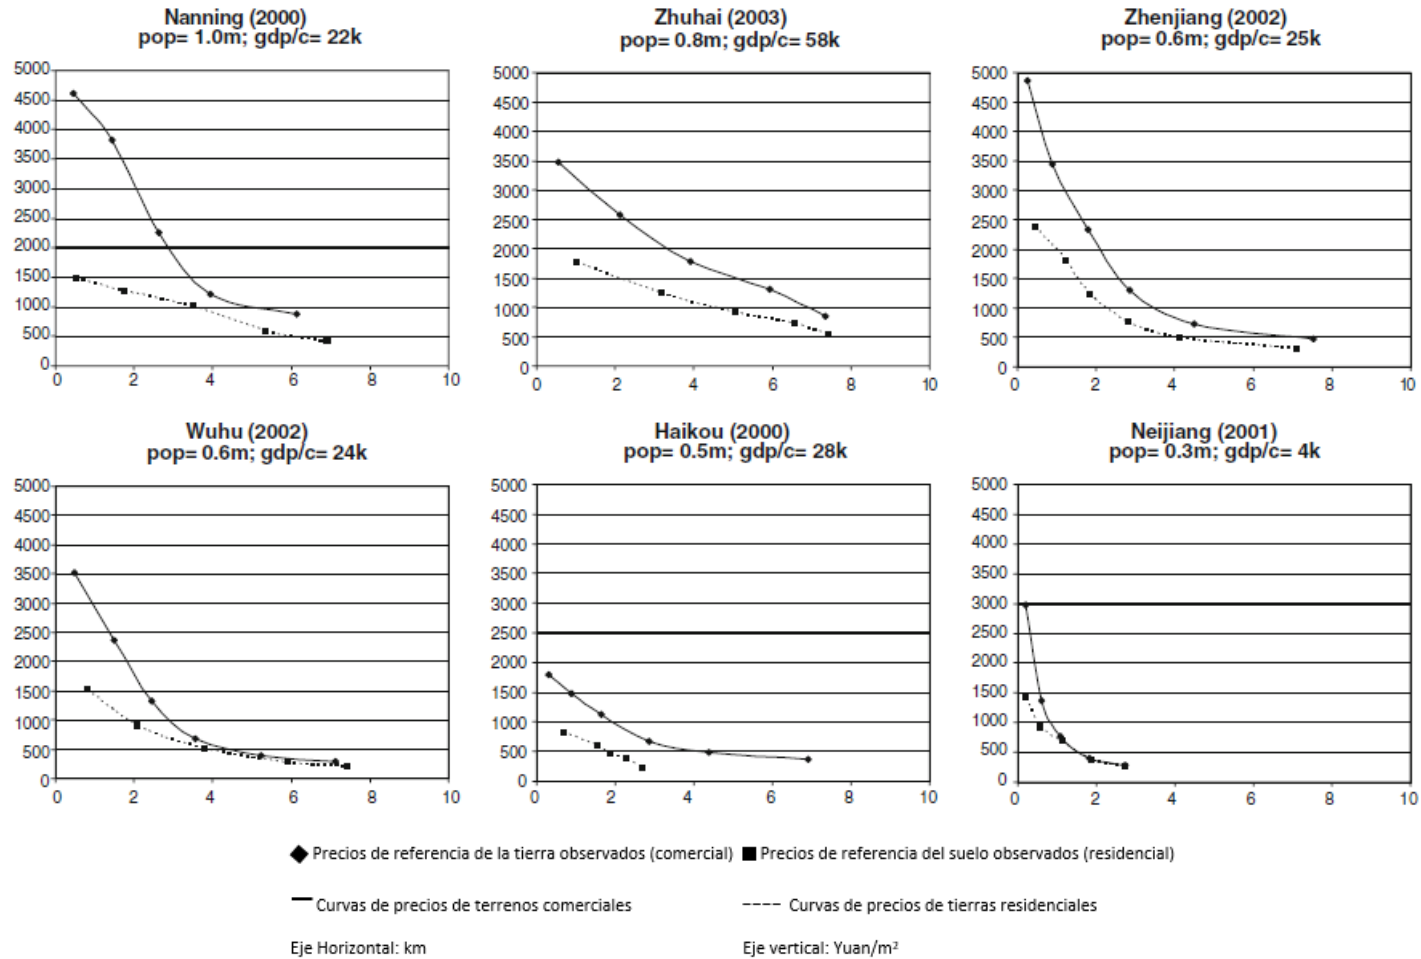 Nanning (2000)
pop= 1.0m; gdp/c= 22k
5000
4500
4000
3500
3000
2500
2000
1500
1000
500
0
0 2 4 6 8 10
Zhuhai (2003)
pop= 0.8m; gdp/c= 58k
5000
4500
4000
3500
3000
2500
2000
1500
1000
500
0
0 2 4 6 8 10
Zhenjiang (2002)
pop= 0.6m; gdp/c= 25k
5000
4500
4000
3500
3000
2500
2000
1500
1000
500
0
0 2 4 6 8 10
Wuhu (2002)
pop= 0.6m; gdp/c= 24k
5000
4500
4000
3500
3000
2500
2000
1500
1000
500
0
0 2 4 6 8 10
Haikou (2000)
pop= 0.5m; gdp/c= 28k
5000
4500
4000
3500
3000
2500
2000
1500
1000
500
0
0 2 4 6 8 10
Neijiang (2001)
pop= 0.3m; gdp/c= 4k
5000
4500
4000
3500
3000
2500
2000
1500
1000
500
0
0 2 4 6 8 10
Precios de referencia de la tierra observados (comercial)
Precios de referencia del suelo observados (residencial)
Curvas de precios de terrenos comerciales
Curvas de precios de tierras residenciales
Eje Horizontal: km
Eje vertical: Yuan/m²